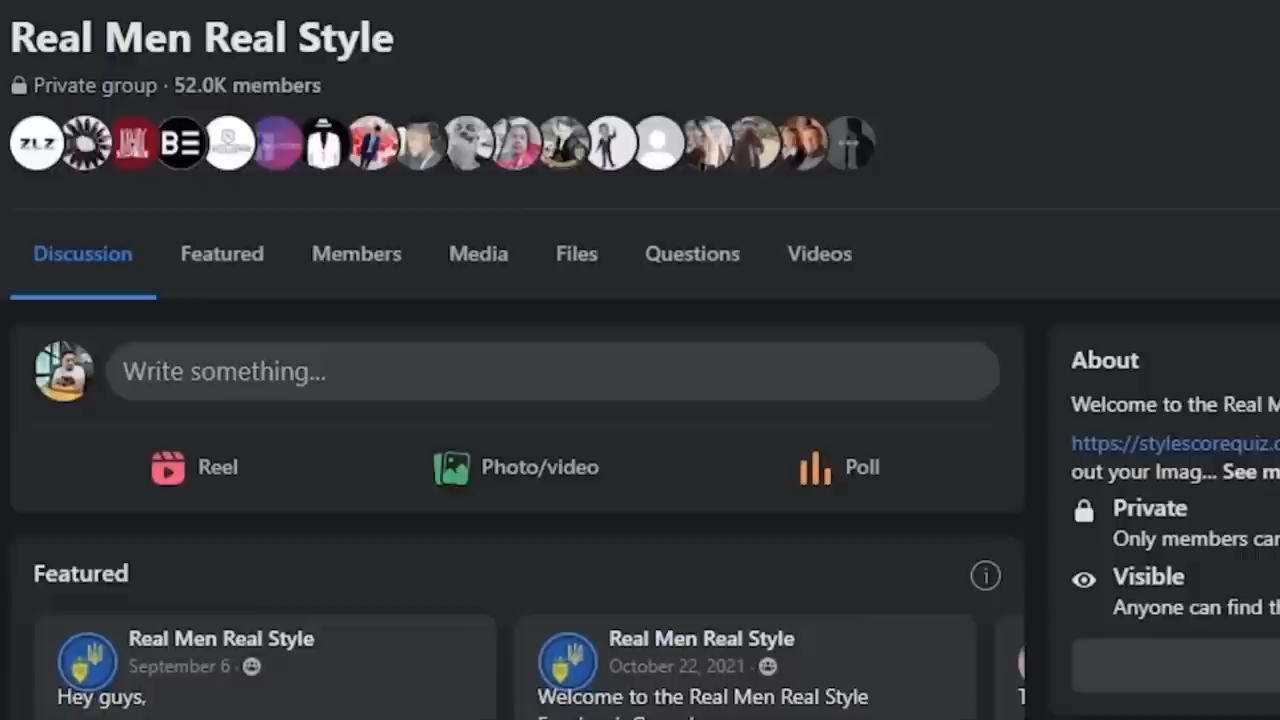 Real Men Real Style
Private group · 52.0K members
ZLZ
BE
Discussion Featured Members Media Files Questions Videos
Write something...
Reel Photo/video Poll
Featured
Real Men Real Style
September 6 ·
Hey guys,
Real Men Real Style
October 22, 2021 ·
Welcome to the Real Men Real Style
About
Welcome to the Real M
https://stylescorequiz.c
out your Imag... See m
Private
Only members can
Visible
Anyone can find th